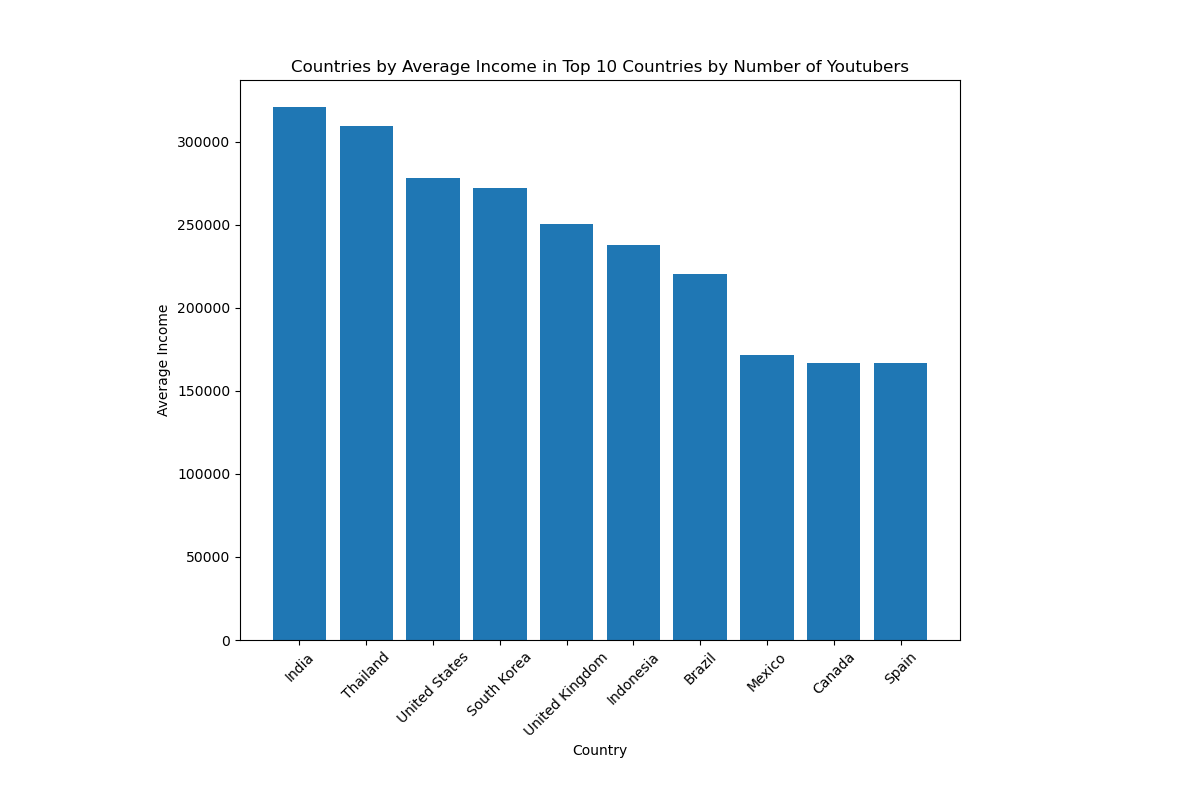 Countries by Average Income in Top 10 Countries by Number of Youtubers
Average Income
300000
250000
200000
150000
100000
50000
0
India
Thailand
United States
South Korea
United Kingdom
Indonesia
Brazil
Mexico
Canada
Spain
Country